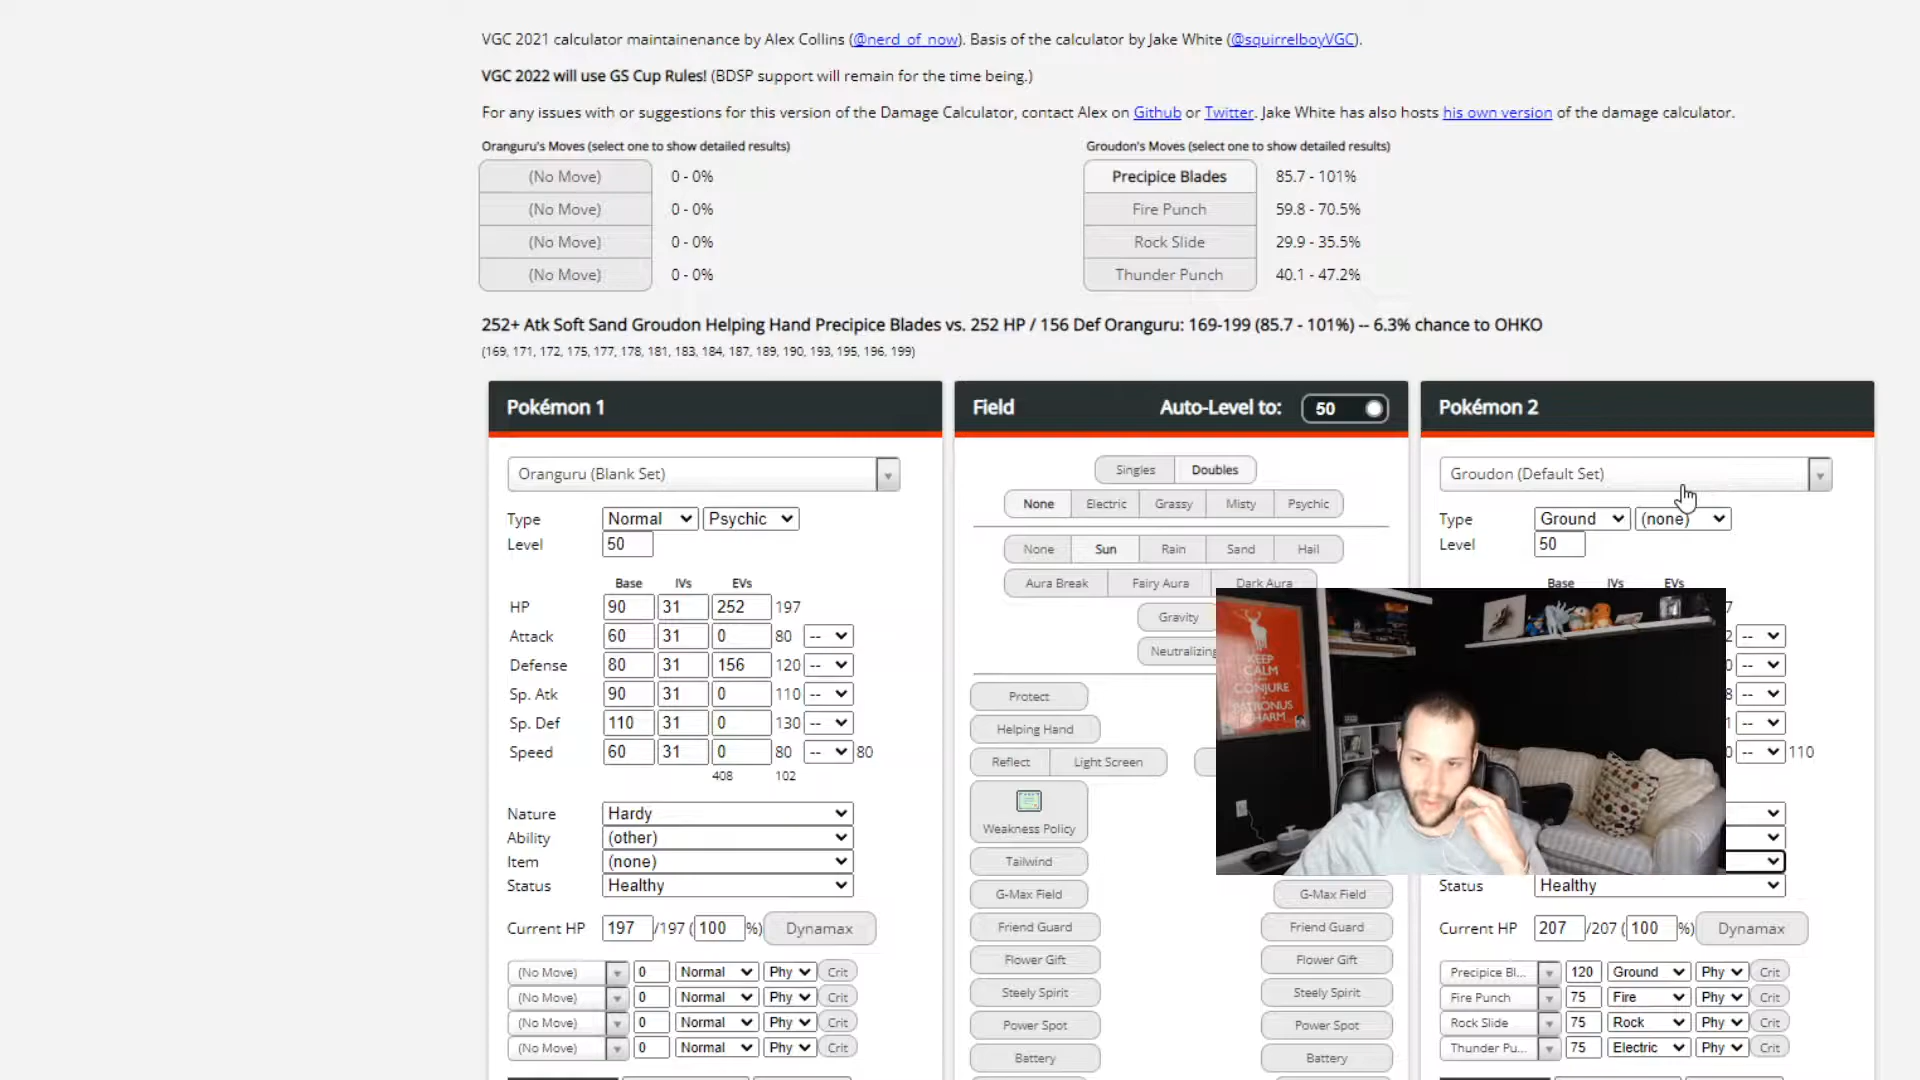 VGC 2021 calculator maintainenance by Alex Collins (@nerd_of_now). Basis of the calculator by Jake White (@squirrelboyVGC).
VGC 2022 will use GS Cup Rules! (BDSP support will remain for the time being.)
For any issues with or suggestions for this version of the Damage Calculator, contact Alex on Github or Twitter. Jake White has also hosts his own version of the damage calculator.
Oranguru's Moves (select one to show detailed results)
(No Move) 0 - 0%
(No Move) 0 - 0%
(No Move) 0 - 0%
(No Move) 0 - 0%
Groudon's Moves (select one to show detailed results)
Precipice Blades 85.7 - 101%
Fire Punch 59.8 - 70.5%
Rock Slide 29.9 - 35.5%
Thunder Punch 40.1 - 47.2%
252+ Atk Soft Sand Groudon Helping Hand Precipice Blades vs. 252 HP / 156 Def Oranguru: 169-199 (85.7 - 101%) -- 6.3% chance to OHKO
(169, 171, 172, 175, 177, 178, 181, 183, 184, 187, 189, 190, 193, 195, 196, 199)
Pokémon 1
Oranguru (Blank Set)
Type Normal Psychic
Level 50
Base IVs EVs
HP 90 31 252 197
Attack 60 31 0 80 --
Defense 80 31 156 120 --
Sp. Atk 90 31 0 110 --
Sp. Def 110 31 0 130 --
Speed 60 31 0 80 -- 80
408 102
Nature Hardy
Ability (other)
Item (none)
Status Healthy
Current HP 197 /197 ( 100 %) Dynamax
(No Move) 0 Normal Phy Crit
(No Move) 0 Normal Phy Crit
(No Move) 0 Normal Phy Crit
(No Move) 0 Normal Phy Crit
Field Auto-Level to: 50
Singles Doubles
None Electric Grassy Misty Psychic
None Sun Rain Sand Hail
Aura Break Fairy Aura Dark Aura
Gravity
Neutralizing
Protect
Helping Hand
Reflect Light Screen
Weakness Policy
Tailwind
G-Max Field G-Max Field
Friend Guard Friend Guard
Flower Gift Flower Gift
Steely Spirit Steely Spirit
Power Spot Power Spot
Battery Battery
KEEP
CALM
CONJURE
PATRONUS
CHARM
Pokémon 2
Groudon (Default Set)
Type Ground (none)
Level 50
Base IVs EVs
--
--
--
--
-- 110
Status Healthy
Current HP 207 /207 ( 100 %) Dynamax
Precipice Bl... 120 Ground Phy Crit
Fire Punch 75 Fire Phy Crit
Rock Slide 75 Rock Phy Crit
Thunder Pu... 75 Electric Phy Crit